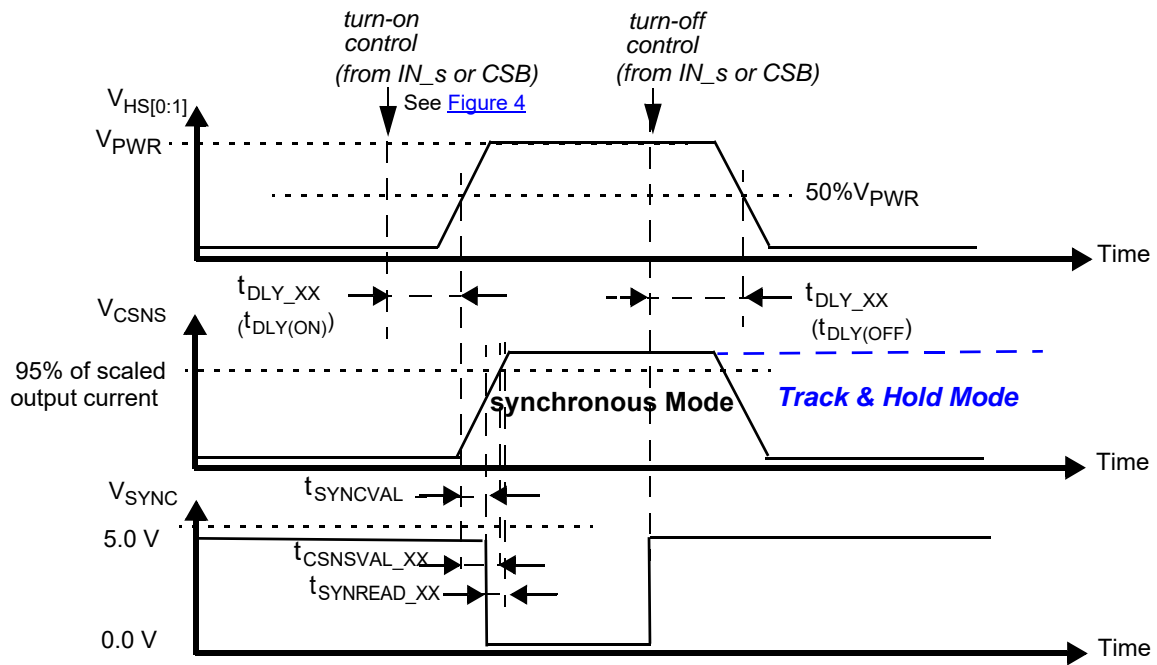 turn-on
control
(from IN_s or CSB)
See Figure 4
turn-off
control
(from IN_s or CSB)
VHS[0:1]
VPWR
50%VPWR
Time
tDLY_XX
(tDLY(ON))
tDLY_XX
(tDLY(OFF)
VCSNS
95% of scaled
output current
synchronous Mode
Track & Hold Mode
Time
tSYNCVAL
VSYNC
5.0 V
tCSNSVAL_XX
tSYNREAD_XX
0.0 V
Time